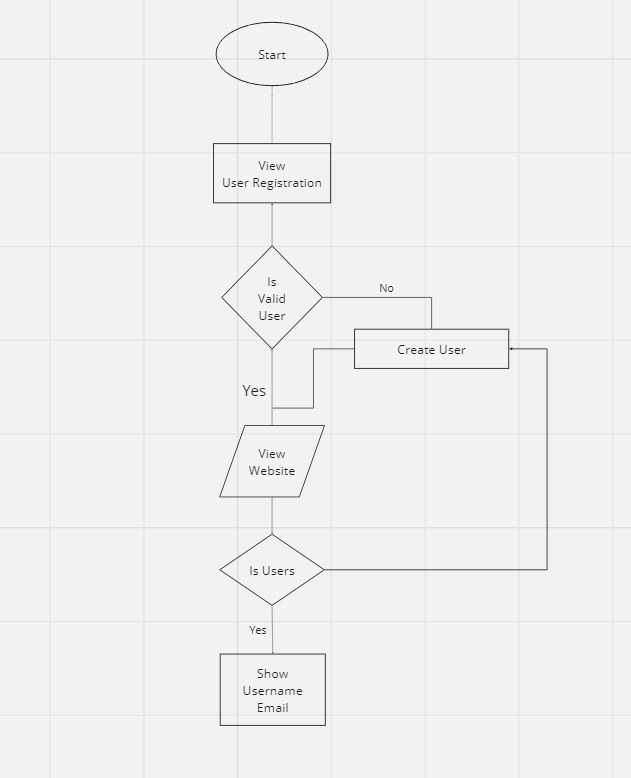 Start
View
User Registration
Is
Valid
User
No
Create User
Yes
View
Website
Is Users
Yes
Show
Username
Email